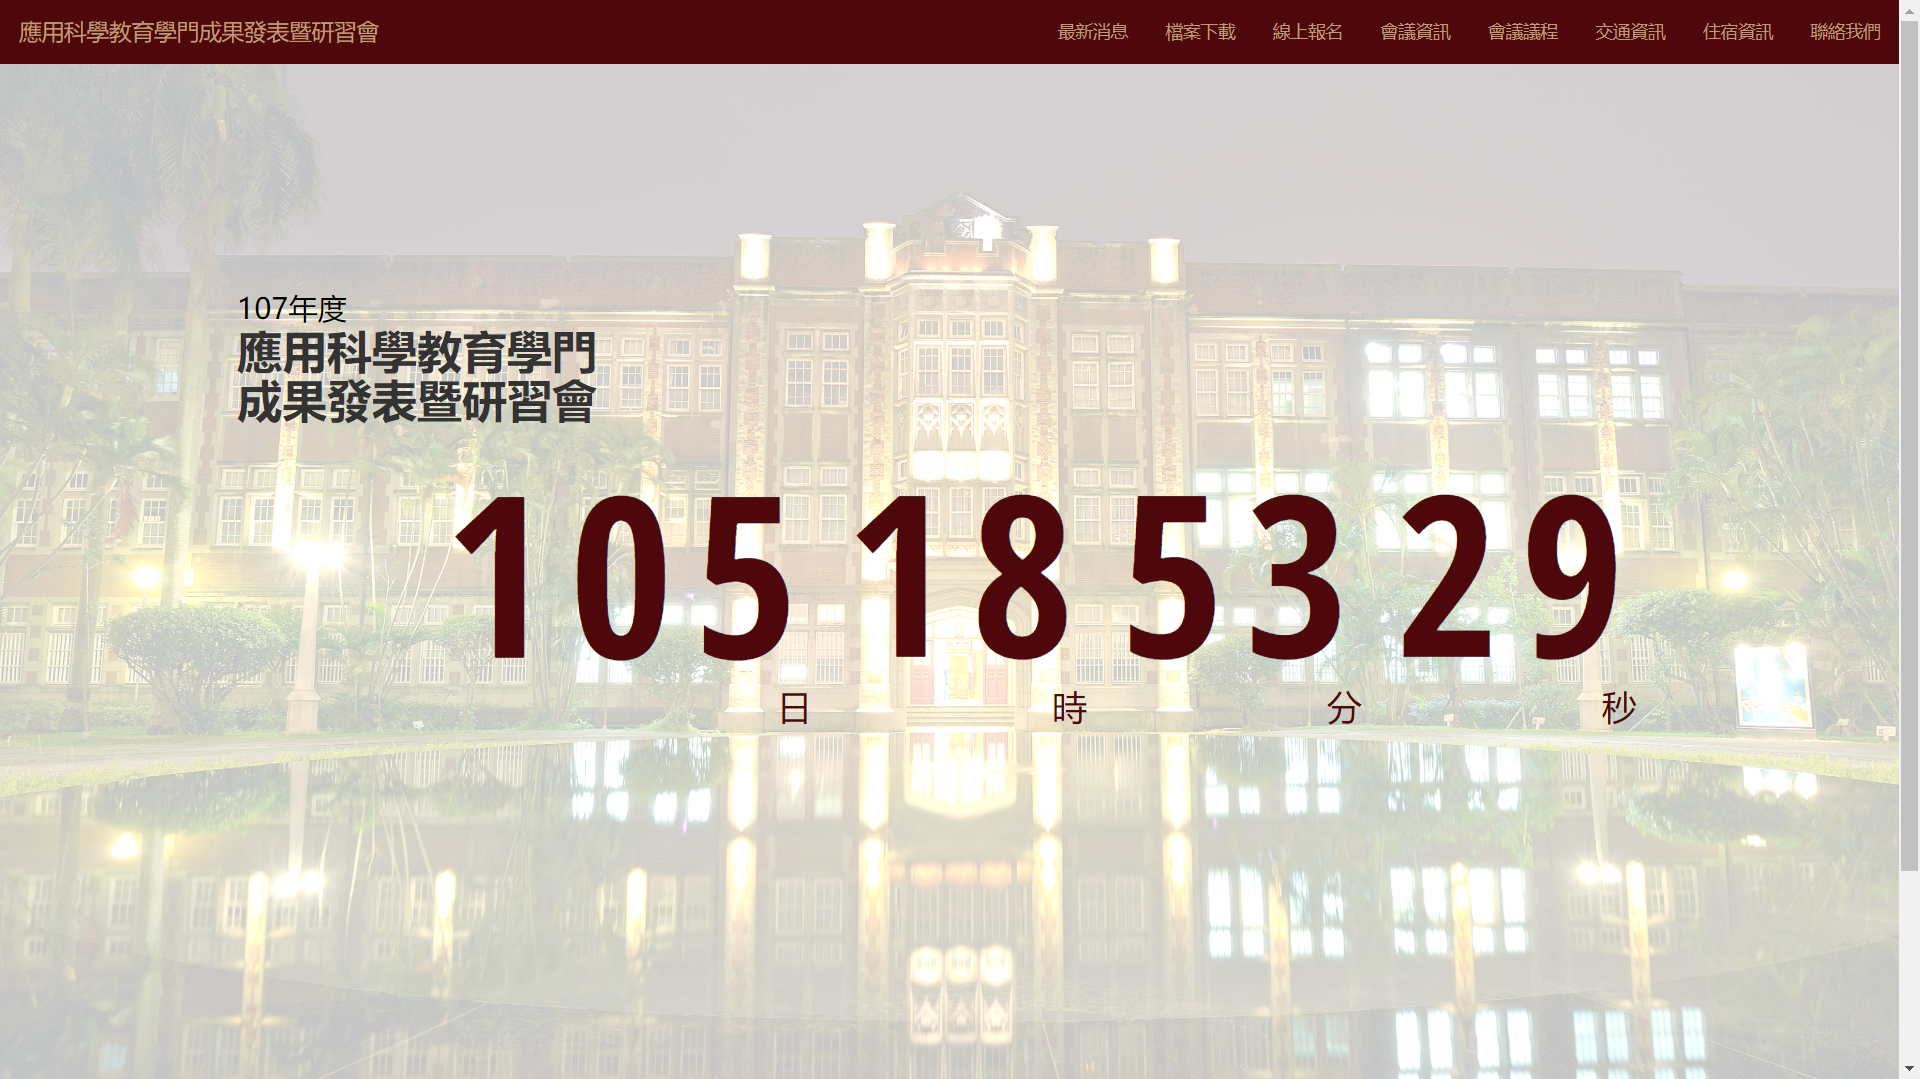 應用科學教育學門成果發表暨研習會
最新消息 檔案下載 線上報名 會議資訊 會議議程 交通資訊 住宿資訊 聯絡我們
107年度
應用科學教育學門
成果發表暨研習會
105 18 53 29
日 時 分 秒